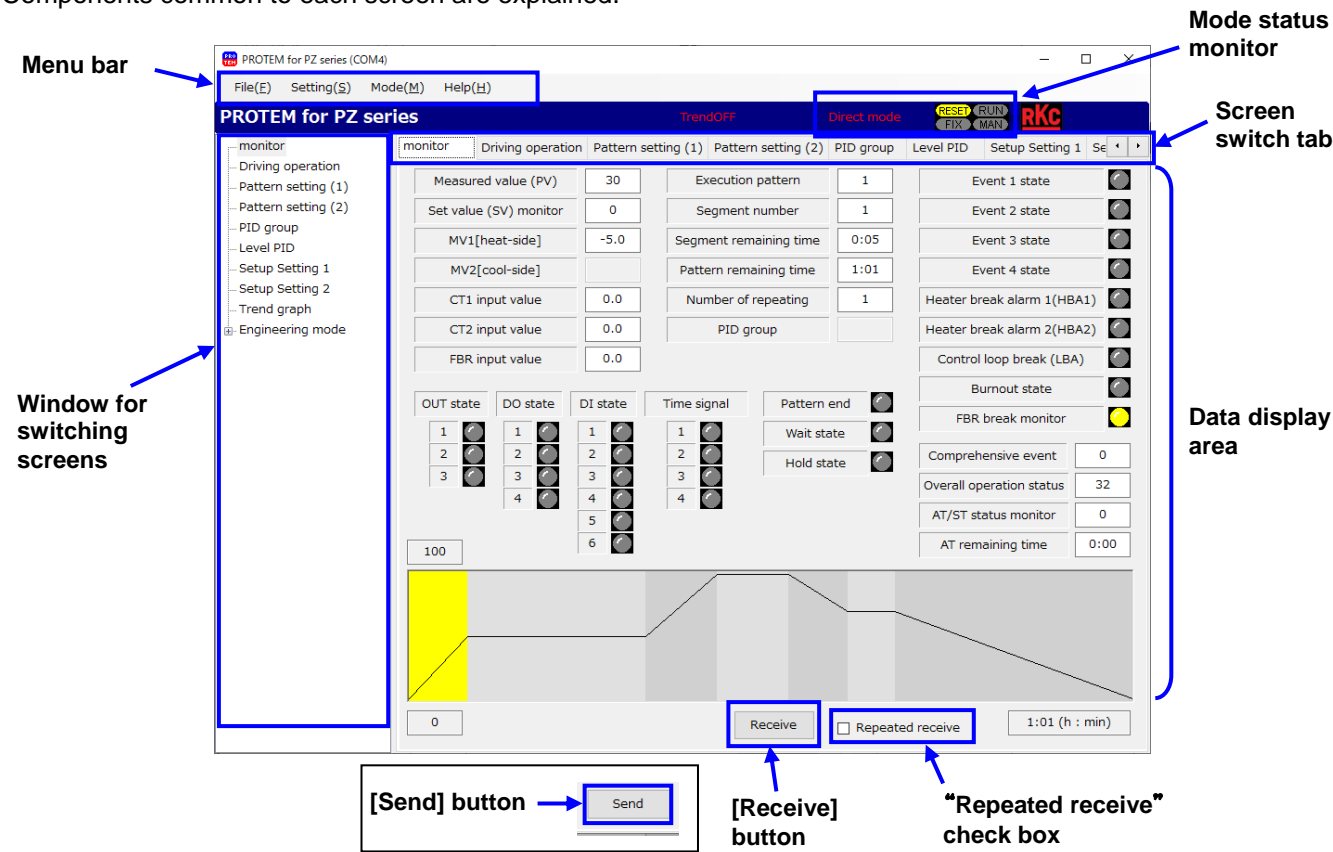 Components common to each screen are explained.
Mode status
monitor
Menu bar
PROTEM for PZ series (COM4)
File(F) Setting(S) Mode(M) Help(H)
PROTEM for PZ series TrendOFF Direct mode RESET RUN FIX MAN RKC
Screen
switch tab
monitor
Driving operation
Pattern setting (1)
Pattern setting (2)
PID group
Level PID
Setup Setting 1
Setup Setting 2
Trend graph
Engineering mode
monitor Driving operation Pattern setting (1) Pattern setting (2) PID group Level PID Setup Setting 1 Se
Measured value (PV) 30 Execution pattern 1 Event 1 state
Set value (SV) monitor 0 Segment number 1 Event 2 state
MV1[heat-side] -5.0 Segment remaining time 0:05 Event 3 state
MV2[cool-side] Pattern remaining time 1:01 Event 4 state
CT1 input value 0.0 Number of repeating 1 Heater break alarm 1(HBA1)
CT2 input value 0.0 PID group Heater break alarm 2(HBA2)
FBR input value 0.0 Control loop break (LBA)
Burnout state
FBR break monitor
OUT state DO state DI state Time signal Pattern end
1 1 1 1 Wait state
2 2 2 2 Hold state
3 3 3 3
4 4 4
5
6
Comprehensive event 0
Overall operation status 32
AT/ST status monitor 0
AT remaining time 0:00
Window for
switching
screens
Data display
area
100
0 Receive Repeated receive 1:01 (h : min)
[Send] button Send
[Receive]
button
“Repeated receive”
check box